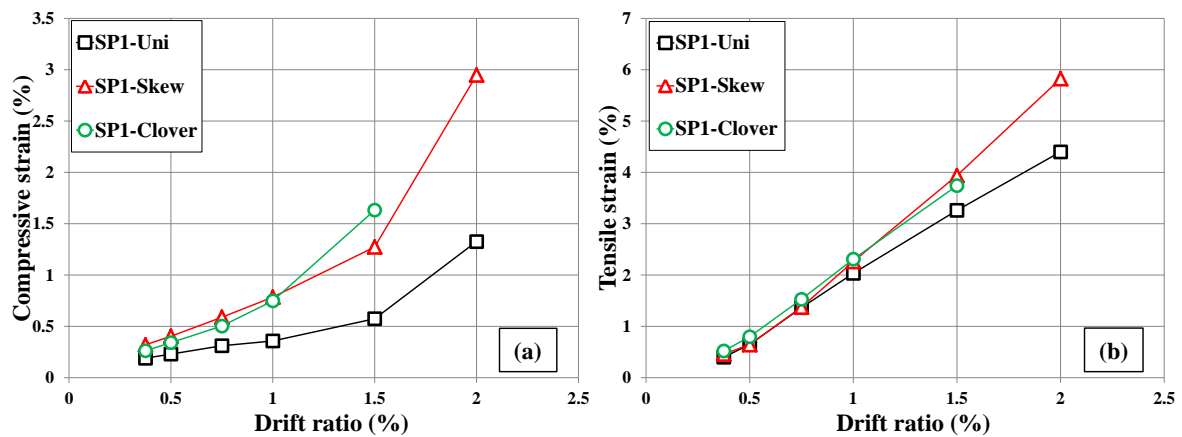 Compressive strain (%)
3.5
3
2.5
2
1.5
1
0.5
0
SP1-Uni
SP1-Skew
SP1-Clover
(a)
0
0.5
1
1.5
2
2.5
Drift ratio (%)
Tensile strain (%)
7
6
5
4
3
2
1
0
SP1-Uni
SP1-Skew
SP1-Clover
(b)
0
0.5
1
1.5
2
2.5
Drift ratio (%)